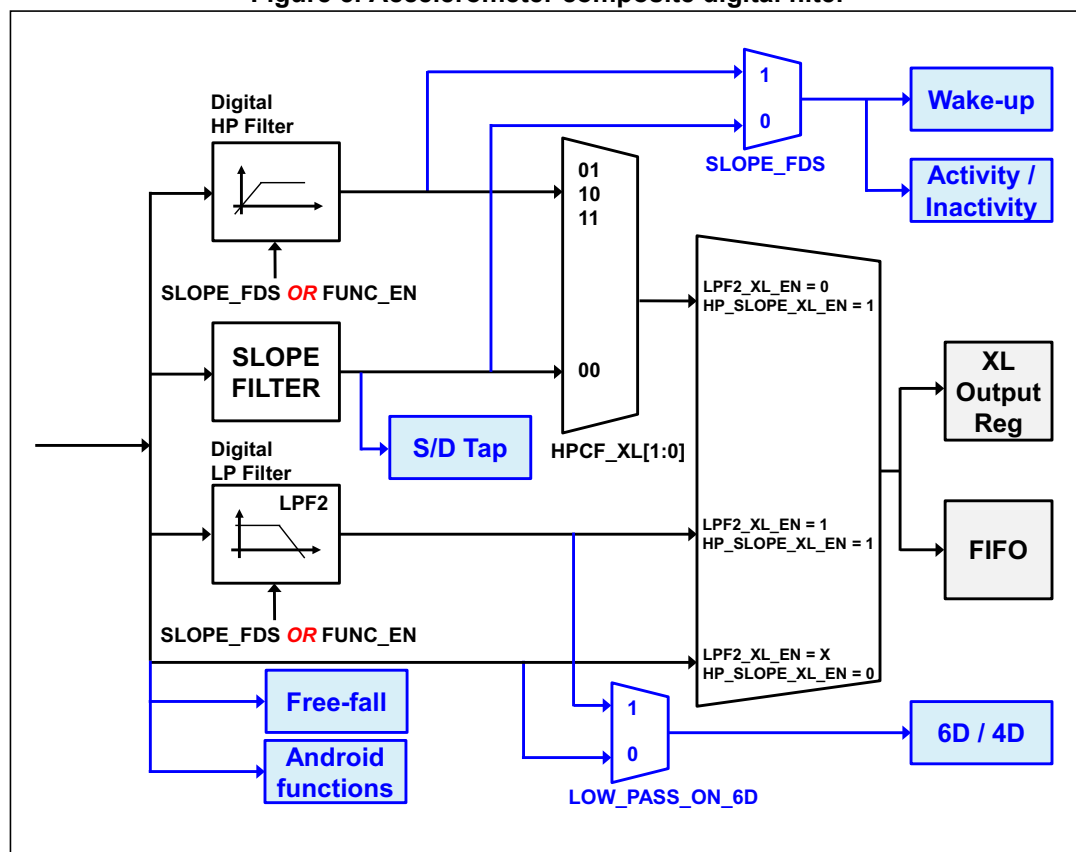 Figure 6. Accelerometer composite digital filter
Digital
HP Filter
SLOPE_FDS OR FUNC_EN
SLOPE
FILTER
S/D Tap
Digital
LP Filter
LPF2
SLOPE_FDS OR FUNC_EN
Free-fall
Android
functions
01
10
11
00
HPCF_XL[1:0]
1
0
SLOPE_FDS
Wake-up
Activity /
Inactivity
LPF2_XL_EN = 0
HP_SLOPE_XL_EN = 1
LPF2_XL_EN = 1
HP_SLOPE_XL_EN = 1
LPF2_XL_EN = X
HP_SLOPE_XL_EN = 0
XL
Output
Reg
FIFO
1
0
LOW_PASS_ON_6D
6D / 4D